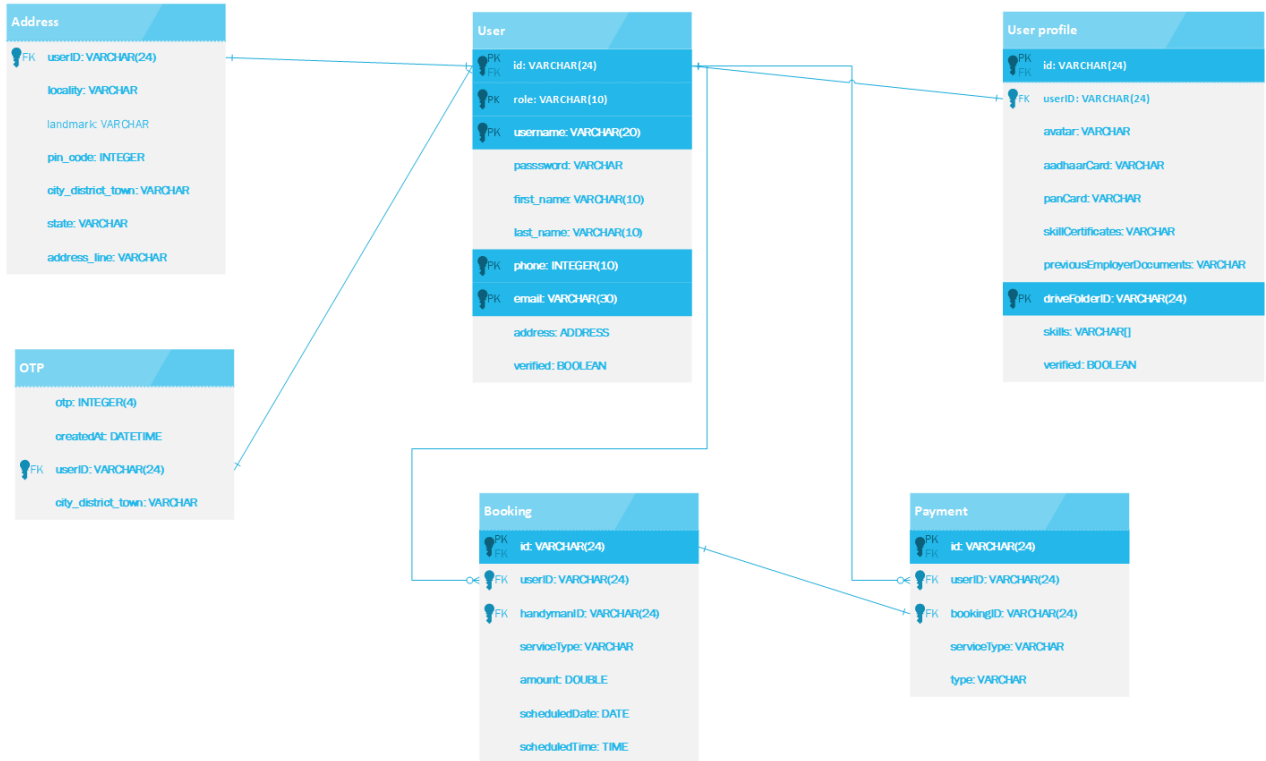 Address
FK userID: VARCHAR(24)
locality: VARCHAR
landmark: VARCHAR
pin_code: INTEGER
city_district_town: VARCHAR
state: VARCHAR
address_line: VARCHAR
User
PK
FK id: VARCHAR(24)
PK role: VARCHAR(10)
PK username: VARCHAR(20)
passsword: VARCHAR
first_name: VARCHAR(10)
last_name: VARCHAR(10)
PK phone: INTEGER(10)
PK email: VARCHAR(30)
address: ADDRESS
verified: BOOLEAN
User profile
PK
FK id: VARCHAR(24)
FK userID: VARCHAR(24)
avatar: VARCHAR
aadhaarCard: VARCHAR
panCard: VARCHAR
skillCertificates: VARCHAR
previousEmployerDocuments: VARCHAR
PK driveFolderID: VARCHAR(24)
skills: VARCHAR[]
verified: BOOLEAN
OTP
otp: INTEGER(4)
createdAt: DATETIME
FK userID: VARCHAR(24)
city_district_town: VARCHAR
Booking
PK
FK id: VARCHAR(24)
FK userID: VARCHAR(24)
FK handymanID: VARCHAR(24)
serviceType: VARCHAR
amount: DOUBLE
scheduledDate: DATE
scheduledTime: TIME
Payment
PK
FK id: VARCHAR(24)
FK userID: VARCHAR(24)
FK bookingID: VARCHAR(24)
serviceType: VARCHAR
type: VARCHAR